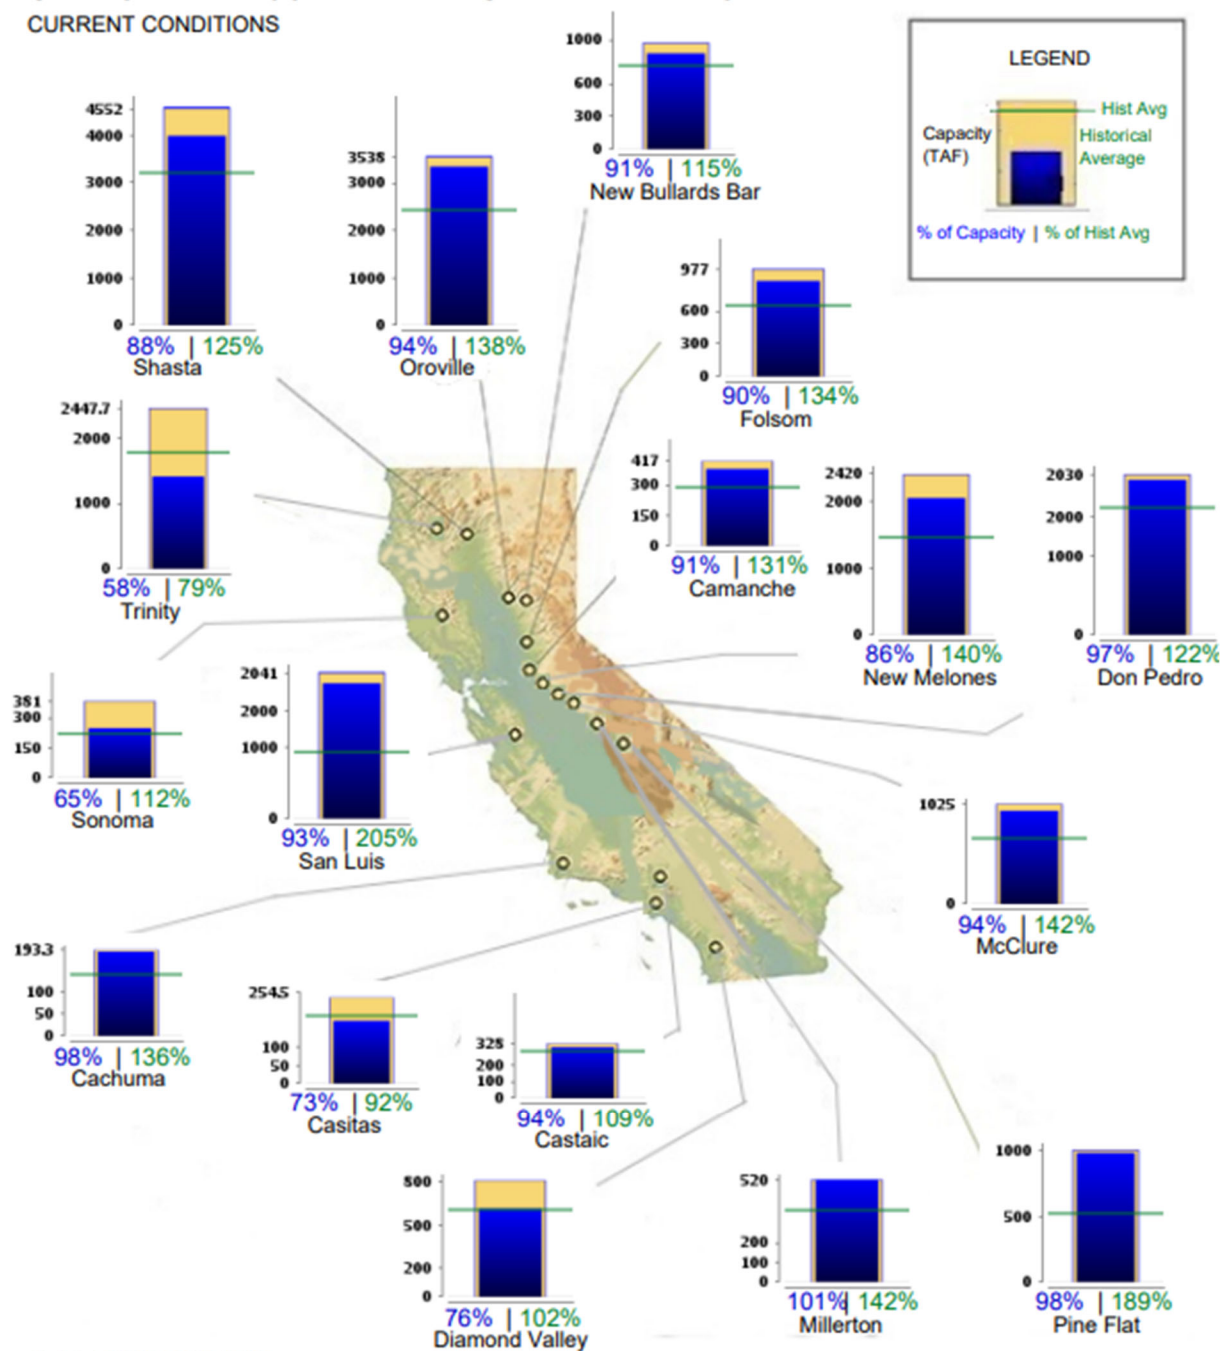 CURRENT CONDITIONS
LEGEND
Hist Avg
Capacity
(TAF)
Historical
Average
% of Capacity | % of Hist Avg
1000
600
300
0
91% | 115%
New Bullards Bar
4552
4000
3000
2000
1000
0
88% | 125%
Shasta
3538
3000
2000
1000
0
94% | 138%
Oroville
977
600
300
0
90% | 134%
Folsom
2447.7
2000
1000
0
58% | 79%
Trinity
417
300
150
0
91% | 131%
Camanche
2420
2000
1000
0
86% | 140%
New Melones
2030
2000
1000
0
97% | 122%
Don Pedro
381
300
150
0
65% | 112%
Sonoma
2041
2000
1000
0
93% | 205%
San Luis
1025
0
94% | 142%
McClure
193.3
100
50
0
98% | 136%
Cachuma
254.5
100
50
0
73% | 92%
Casitas
328
200
100
0
94% | 109%
Castaic
800
500
200
0
76% | 102%
Diamond Valley
520
200
100
0
101% | 142%
Millerton
1000
500
0
98% | 189%
Pine Flat